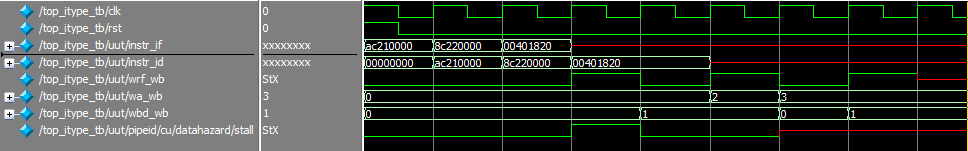 /top_itype_tb/clk 0
/top_itype_tb/rst 0
/top_itype_tb/uut/instr_if xxxxxxxx ac210000 8c220000 00401820
/top_itype_tb/uut/instr_id xxxxxxxx 00000000 ac210000 8c220000 00401820
/top_itype_tb/uut/wrf_wb StX
/top_itype_tb/uut/wa_wb 3 0 2 3
/top_itype_tb/uut/wbd_wb 1 0 1 0 1
/top_itype_tb/uut/pipeid/cu/datahazard/stall StX